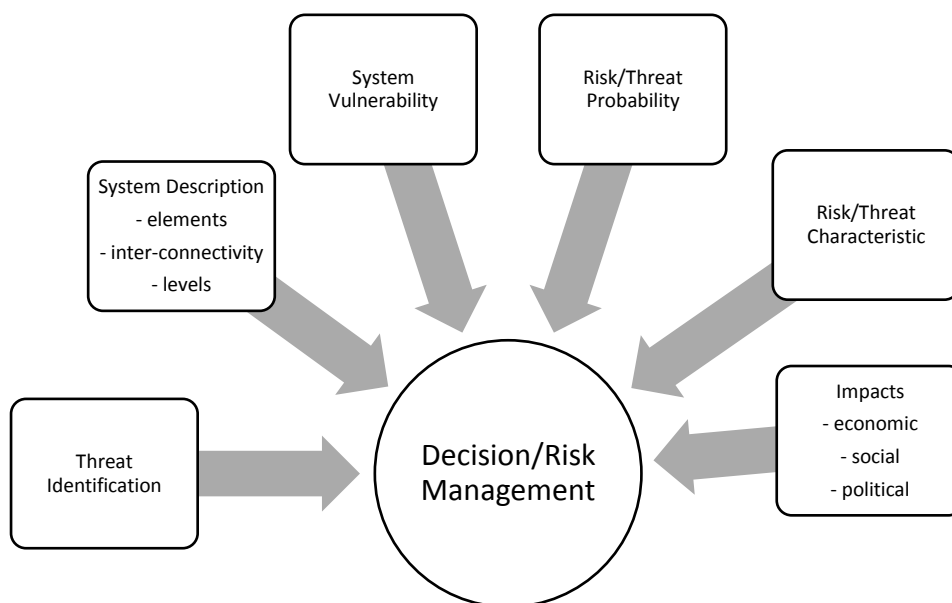 System
Vulnerability
Risk/Threat
Probability
System Description
- elements
- inter-connectivity
- levels
Risk/Threat
Characteristic
Threat
Identification
Decision/Risk
Management
Impacts
- economic
- social
- political